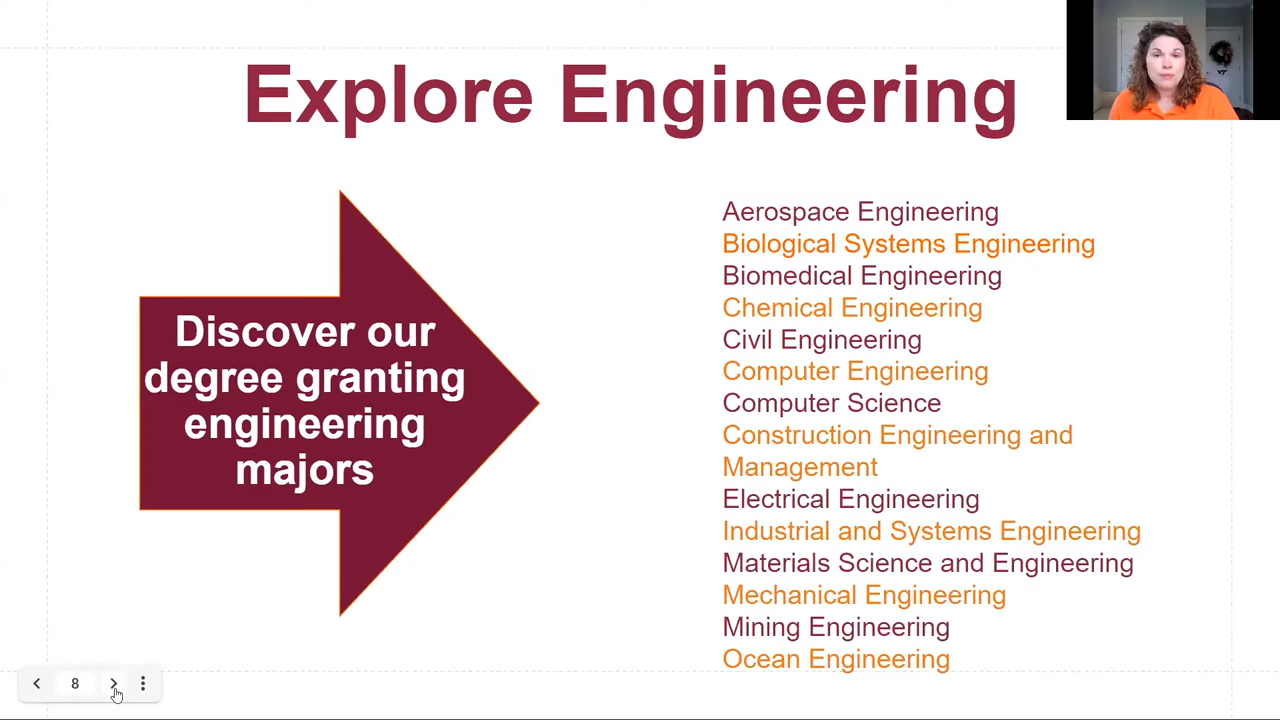 Explore Engineering
VT
Discover our
degree granting
engineering
majors
Aerospace Engineering
Biological Systems Engineering
Biomedical Engineering
Chemical Engineering
Civil Engineering
Computer Engineering
Computer Science
Construction Engineering and
Management
Electrical Engineering
Industrial and Systems Engineering
Materials Science and Engineering
Mechanical Engineering
Mining Engineering
Ocean Engineering
8